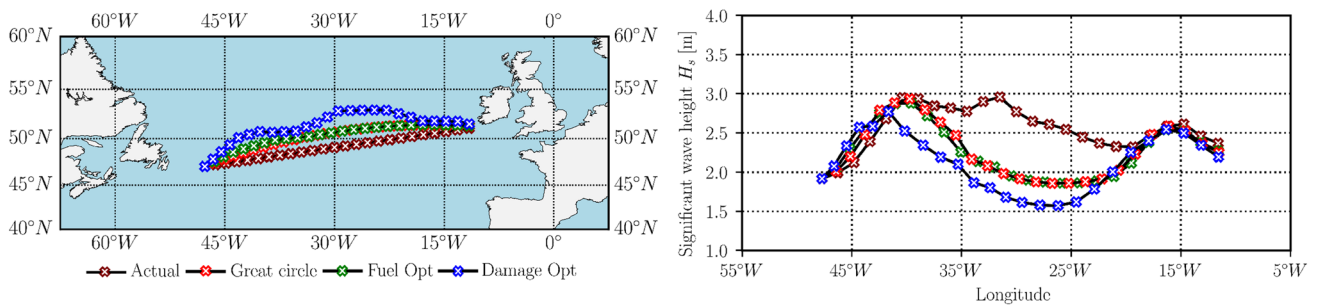 60°W 45°W 30°W 15°W 0°
60°N 60°N
55°N 55°N
50°N 50°N
45°N 45°N
40°N 40°N
60°W 45°W 30°W 15°W 0°
Actual Great circle Fuel Opt Damage Opt
Significant wave height Hₛ [m]
4.0
3.5
3.0
2.5
2.0
1.5
1.0
55°W 45°W 35°W 25°W 15°W 5°W
Longitude